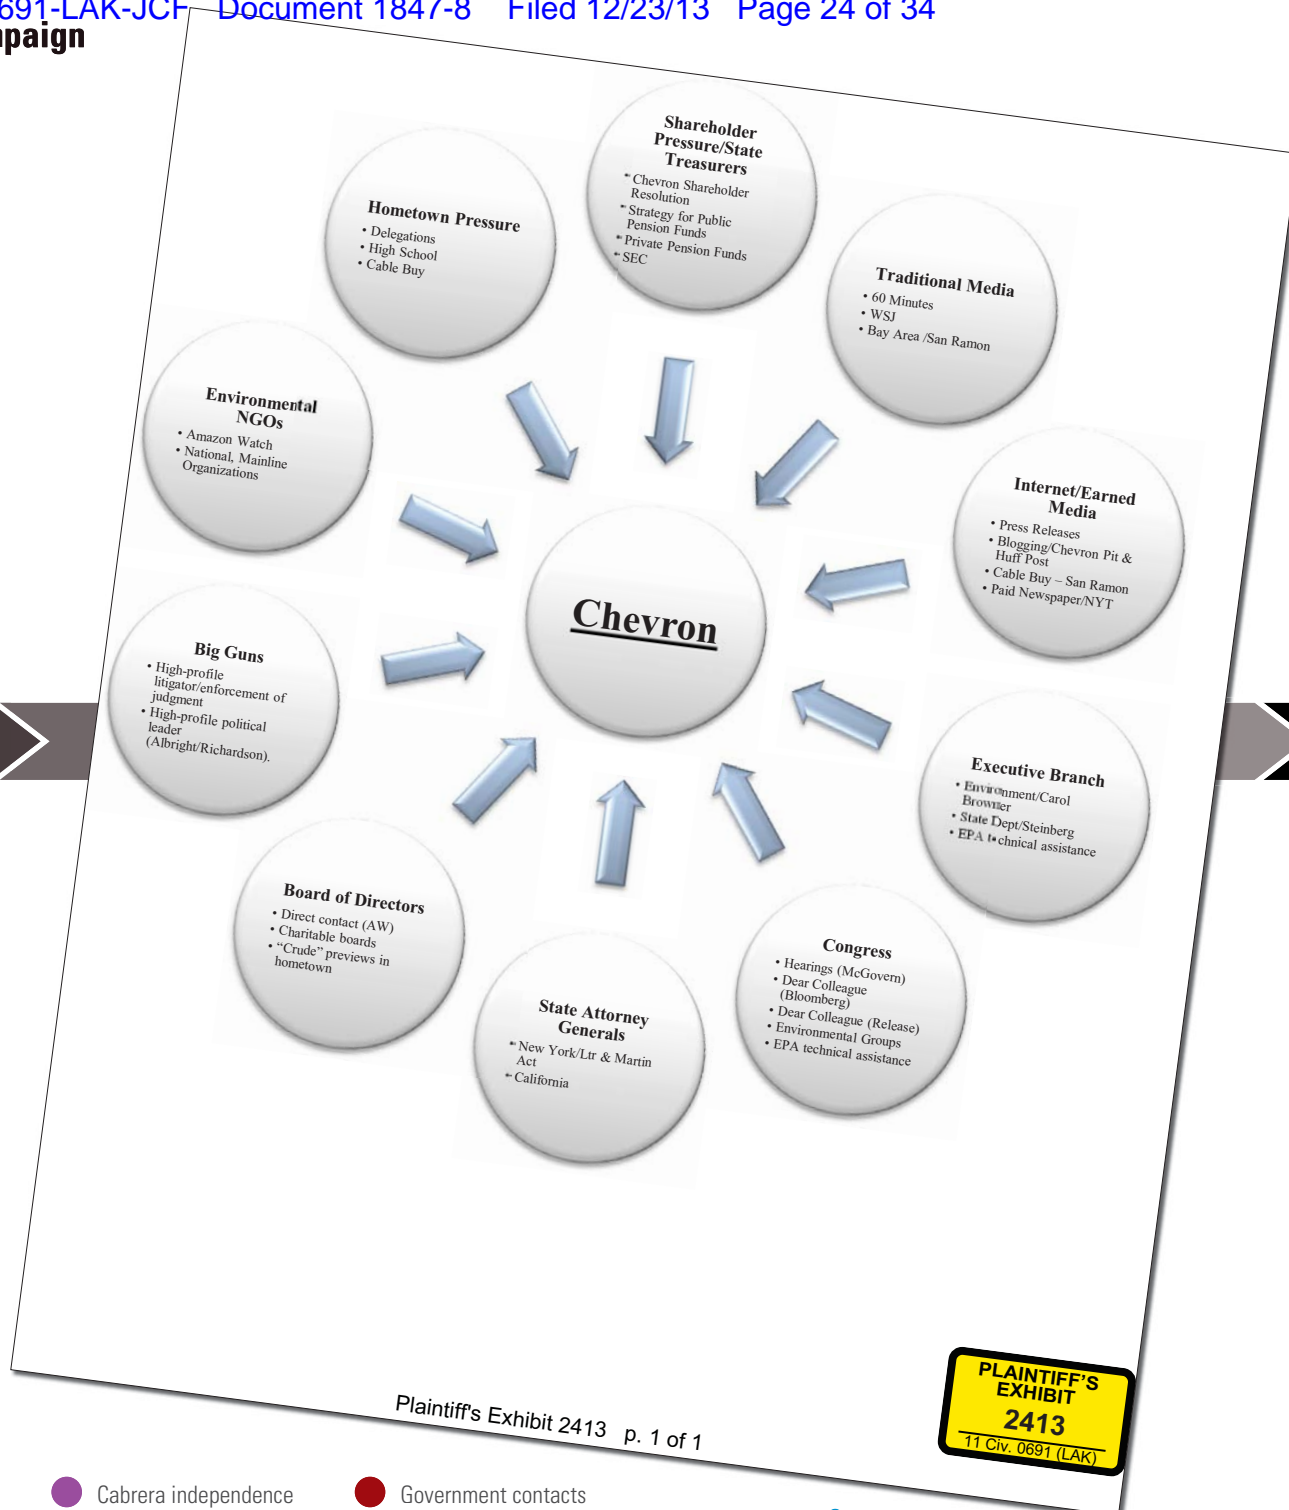 691-LAK-JCF Document 1847-8 Filed 12/23/13 Page 24 of 34
paign
Shareholder
Pressure/State
Treasurers
• Chevron Shareholder
Resolution
• Strategy for Public
Pension Funds
• Private Pension Funds
• SEC
Hometown Pressure
• Delegations
• High School
• Cable Buy
Traditional Media
• 60 Minutes
• WSJ
• Bay Area /San Ramon
Environmental
NGOs
• Amazon Watch
• National, Mainline
Organizations
Internet/Earned
Media
• Press Releases
• Blogging/Chevron Pit &
Huff Post
• Cable Buy – San Ramon
• Paid Newspaper/NYT
Chevron
Big Guns
• High-profile
litigator/enforcement of
judgment
• High-profile political
leader
(Albright/Richardson).
Executive Branch
• Environment/Carol
Browner
• State Dept/Steinberg
• EPA technical assistance
Board of Directors
• Direct contact (AW)
• Charitable boards
• “Crude” previews in
hometown
Congress
• Hearings (McGovern)
• Dear Colleague
(Bloomberg)
• Dear Colleague (Release)
• Environmental Groups
• EPA technical assistance
State Attorney
Generals
• New York/Ltr & Martin
Act
• California
PLAINTIFF'S
EXHIBIT
2413
11 Civ. 0691 (LAK)
Plaintiff's Exhibit 2413 p. 1 of 1
Cabrera independence
Government contacts